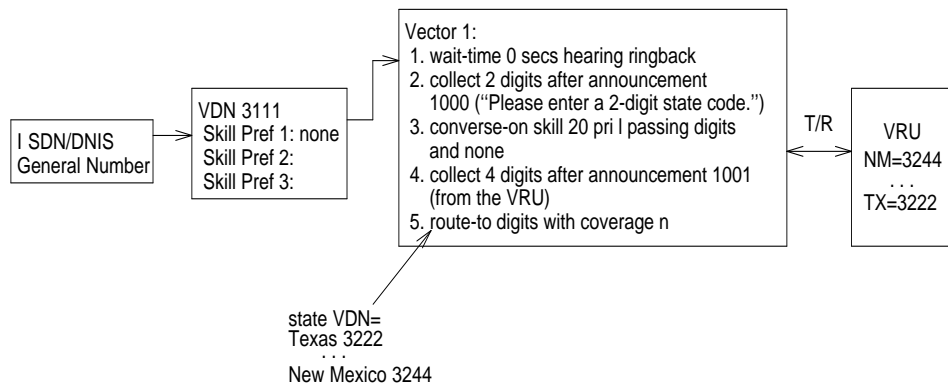 I SDN/DNIS
General Number
VDN 3111
Skill Pref 1: none
Skill Pref 2:
Skill Pref 3:
Vector 1:
1. wait-time 0 secs hearing ringback
2. collect 2 digits after announcement
1000 (“Please enter a 2-digit state code.”)
3. converse-on skill 20 pri l passing digits
and none
4. collect 4 digits after announcement 1001
(from the VRU)
5. route-to digits with coverage n
T/R
VRU
NM=3244
. . .
TX=3222
state VDN=
Texas 3222
. . .
New Mexico 3244